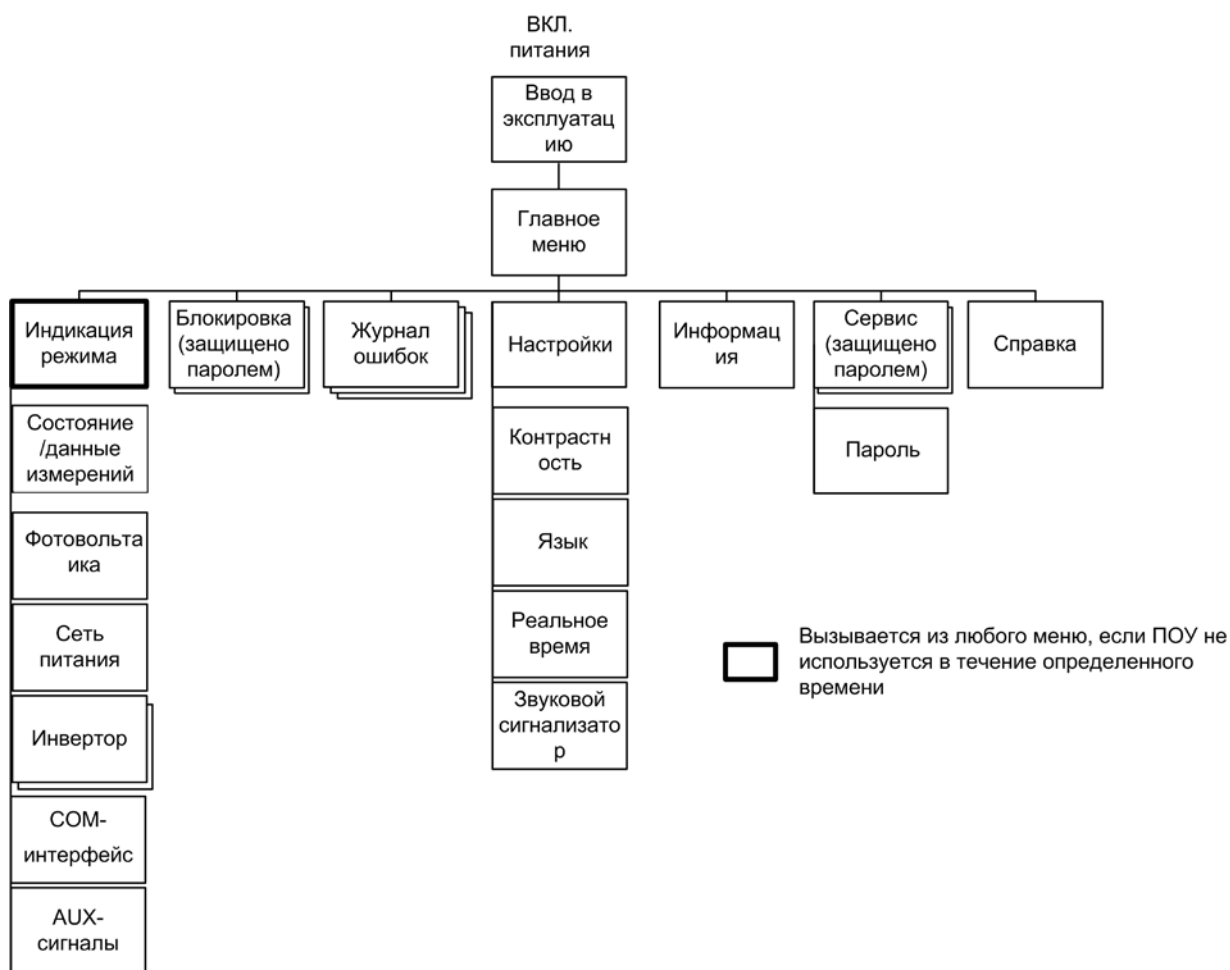 ВКЛ.
питания
Ввод в
эксплуатац
ию
Главное
меню
Индикация
режима
Блокировка
(защищено
паролем)
Журнал
ошибок
Настройки
Информац
ия
Сервис
(защищено
паролем)
Справка
Состояние
/данные
измерений
Фотовольта
ика
Сеть
питания
Инвертор
COM-
интерфейс
AUX-
сигналы
Контрастн
ость
Язык
Реальное
время
Звуковой
сигнализато
р
Пароль
Вызывается из любого меню, если ПОУ не
используется в течение определенного
времени